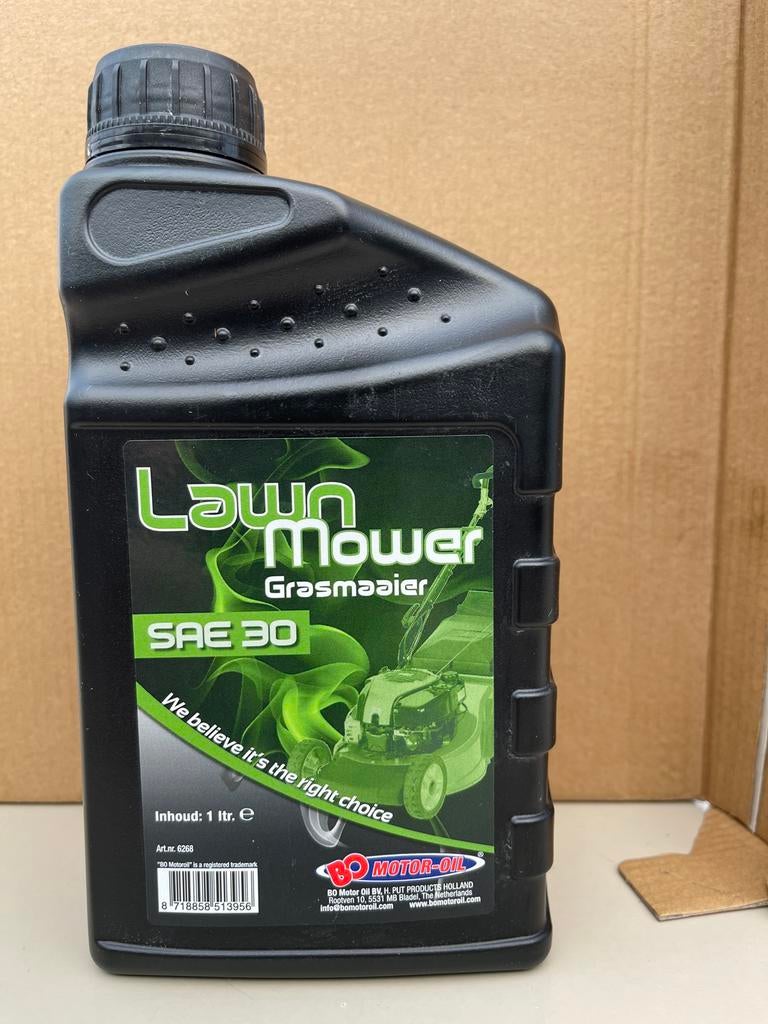 Lawn
Mower
Grasmaaier
SAE 30
We believe it's the right choice
Inhoud: 1 ltr. ℮
Art.nr. 6268
"BO Motoroil" is a registered trademark
8 718858 513956
BO MOTOR-OIL®
BO Motor Oil BV, H. PUT PRODUCTS HOLLAND
Rootven 10, 5531 MB Bladel, The Netherlands
info@bomotoroil.com www.bomotoroil.com